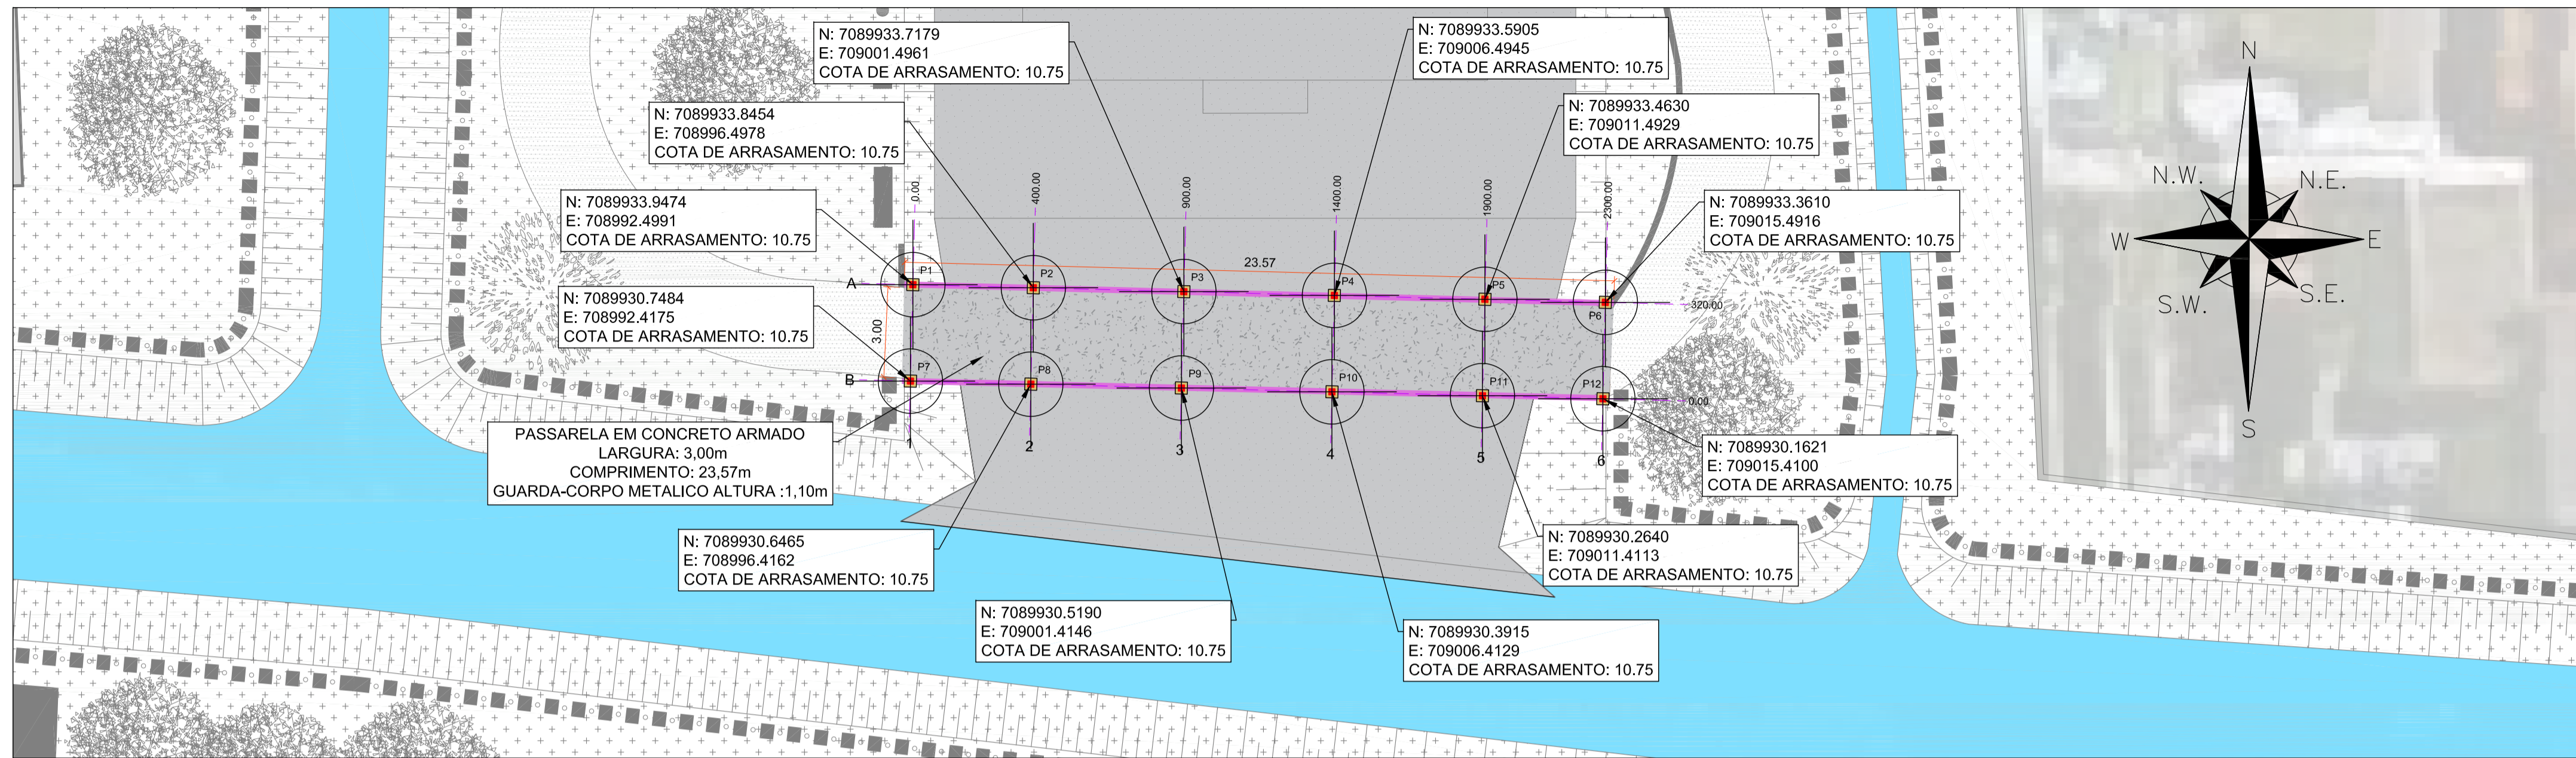 N: 7089933.7179
E: 709001.4961
COTA DE ARRASAMENTO: 10.75
N: 7089933.5905
E: 709006.4945
COTA DE ARRASAMENTO: 10.75
N: 7089933.8454
E: 708996.4978
COTA DE ARRASAMENTO: 10.75
N: 7089933.4630
E: 709011.4929
COTA DE ARRASAMENTO: 10.75
N: 7089933.9474
E: 708992.4991
COTA DE ARRASAMENTO: 10.75
N: 7089933.3610
E: 709015.4916
COTA DE ARRASAMENTO: 10.75
0.00
400.00
900.00
1400.00
1900.00
2300.00
23.57
A
P1
P2
P3
P4
P5
P6
320.00
N: 7089930.7484
E: 708992.4175
COTA DE ARRASAMENTO: 10.75
3.00
B
P7
P8
P9
P10
P11
P12
0.00
1
2
3
4
5
6
PASSARELA EM CONCRETO ARMADO
LARGURA: 3,00m
COMPRIMENTO: 23,57m
GUARDA-CORPO METALICO ALTURA :1,10m
N: 7089930.1621
E: 709015.4100
COTA DE ARRASAMENTO: 10.75
N: 7089930.6465
E: 708996.4162
COTA DE ARRASAMENTO: 10.75
N: 7089930.2640
E: 709011.4113
COTA DE ARRASAMENTO: 10.75
N: 7089930.5190
E: 709001.4146
COTA DE ARRASAMENTO: 10.75
N: 7089930.3915
E: 709006.4129
COTA DE ARRASAMENTO: 10.75
N
N.W.
N.E.
W
E
S.W.
S.E.
S